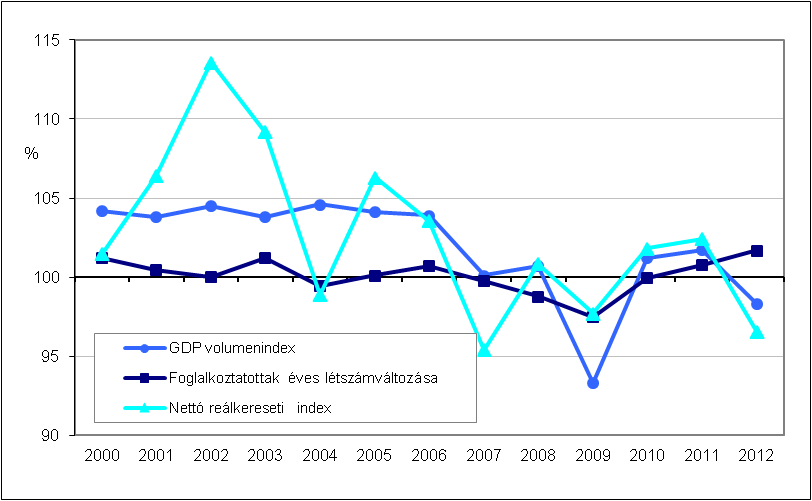 115
110
%
105
100
95
90
GDP volumenindex
Foglalkoztatottak éves létszámváltozása
Nettó reálkereseti index
2000 2001 2002 2003 2004 2005 2006 2007 2008 2009 2010 2011 2012